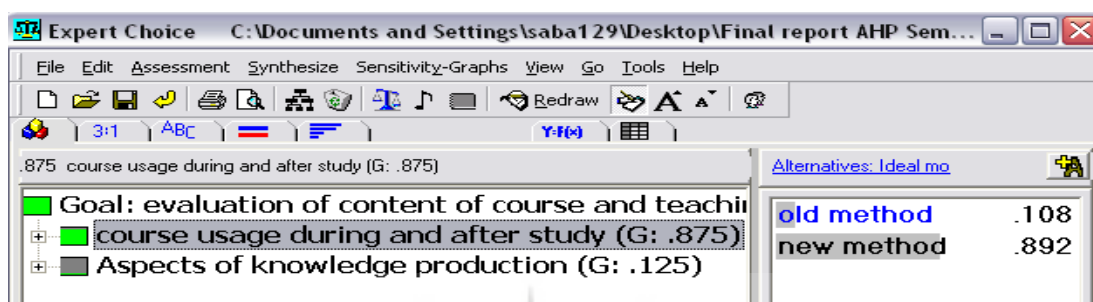 Expert Choice C:\Documents and Settings\saba129\Desktop\Final report AHP Sem...
File Edit Assessment Synthesize Sensitivity-Graphs View Go Tools Help
Redraw A A
3:1 ABC Y=F(x)
.875 course usage during and after study (G: .875)
Alternatives: Ideal mo
A
Goal: evaluation of content of course and teachi
course usage during and after study (G: .875)
Aspects of knowledge production (G: .125)
old method .108
new method .892